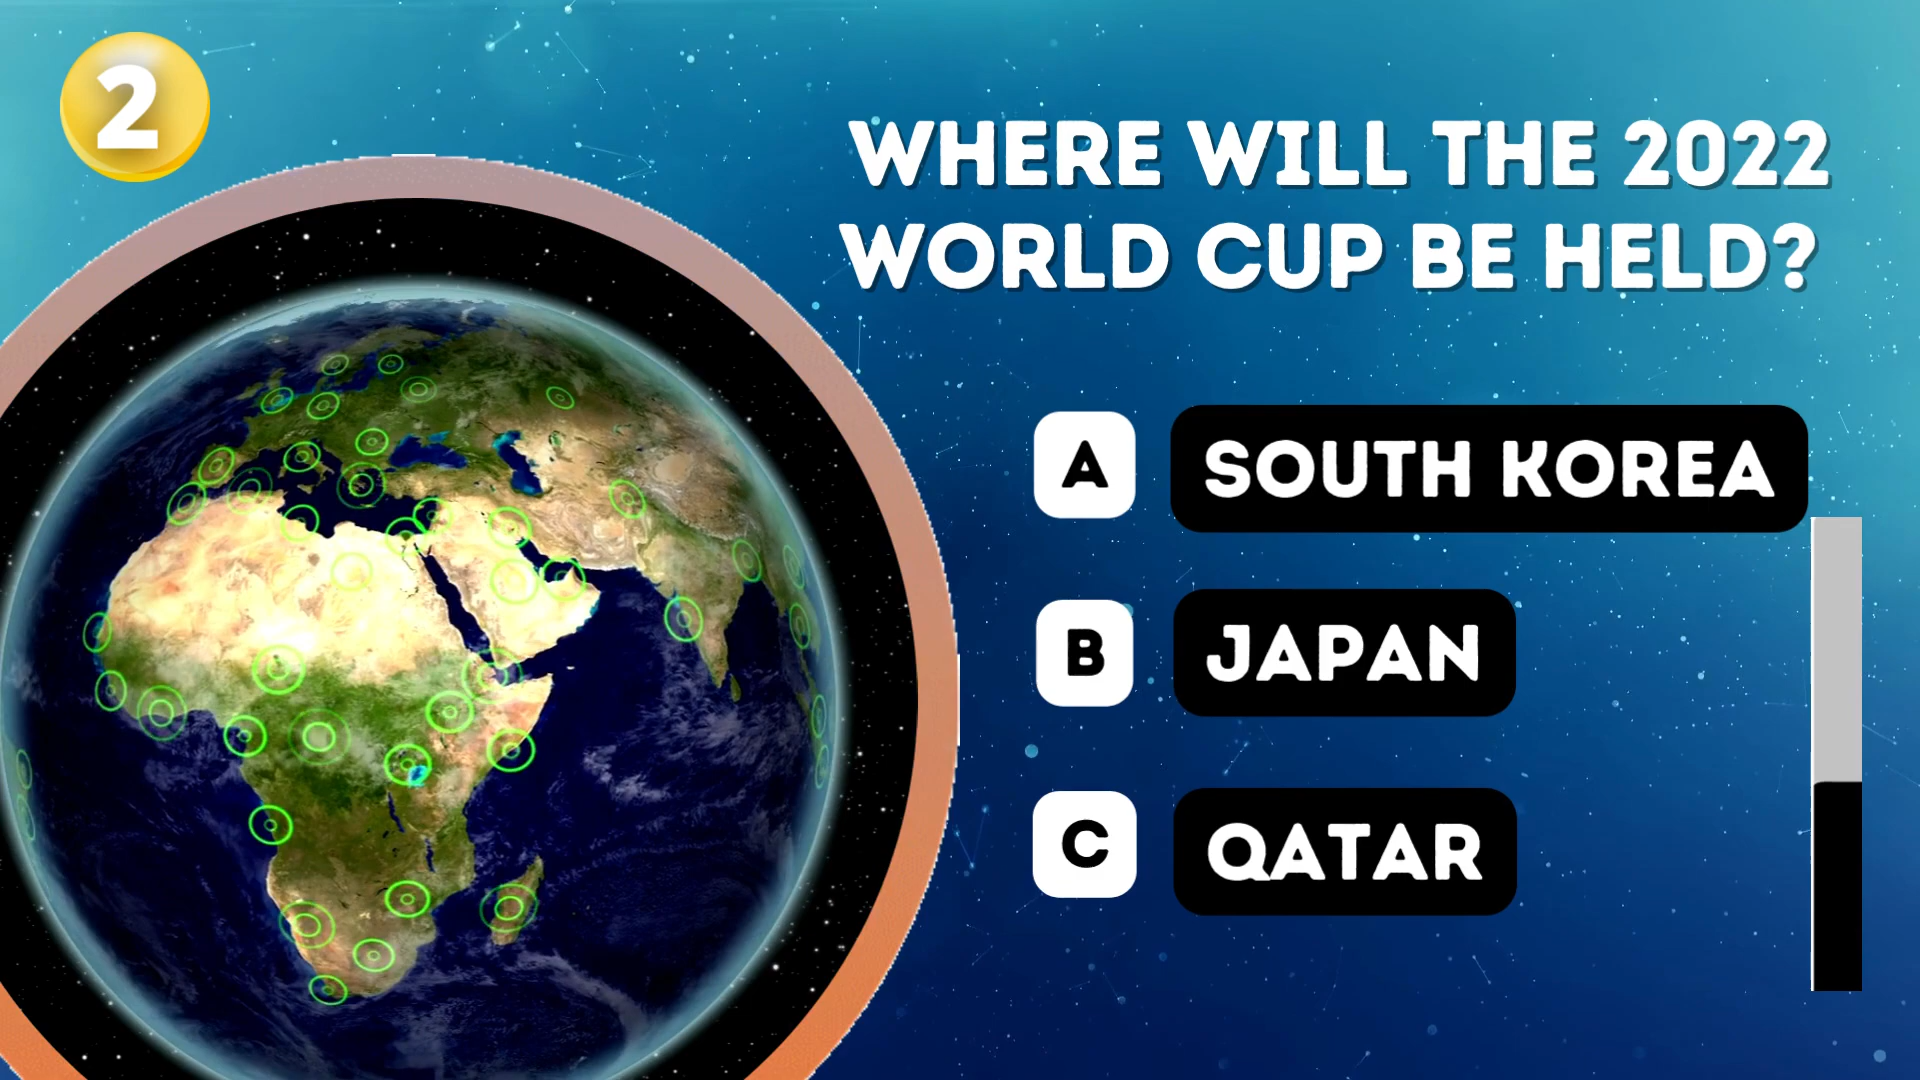 2
WHERE WILL THE 2022
WORLD CUP BE HELD?
A SOUTH KOREA
B JAPAN
C QATAR